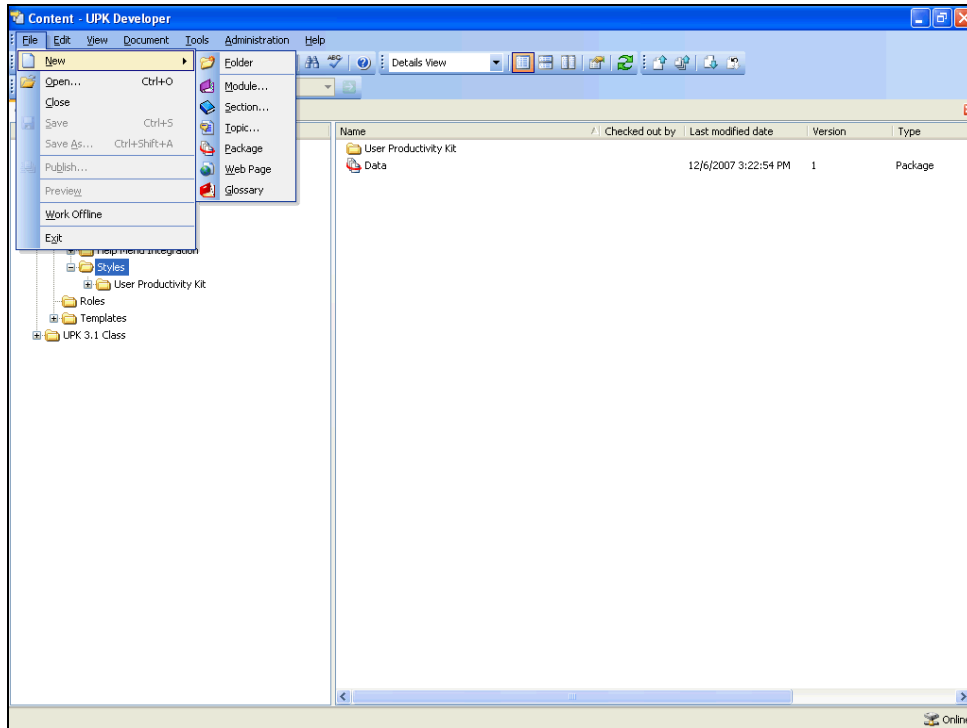 Content - UPK Developer
File Edit View Document Tools Administration Help
Details View
New
Open... Ctrl+O
Close
Save Ctrl+S
Save As... Ctrl+Shift+A
Publish...
Preview
Work Offline
Exit
Folder
Module...
Section...
Topic...
Package
Web Page
Glossary
Name / Checked out by Last modified date Version Type
User Productivity Kit
Data 12/6/2007 3:22:54 PM 1 Package
Help Menu Integration
Styles
User Productivity Kit
Roles
Templates
UPK 3.1 Class
Online